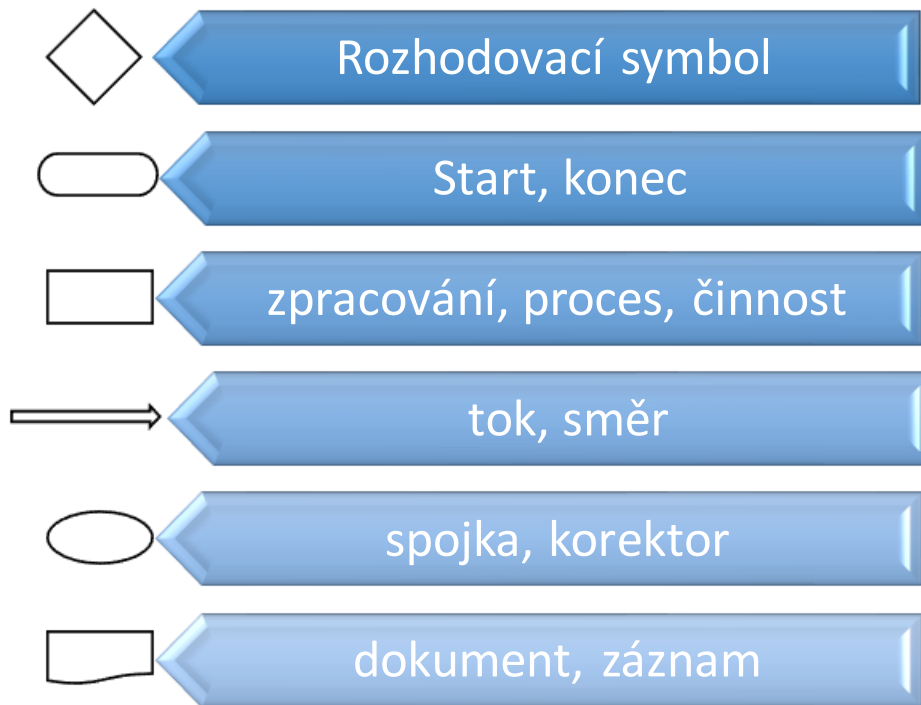 Rozhodovací symbol
Start, konec
zpracování, proces, činnost
tok, směr
spojka, korektor
dokument, záznam